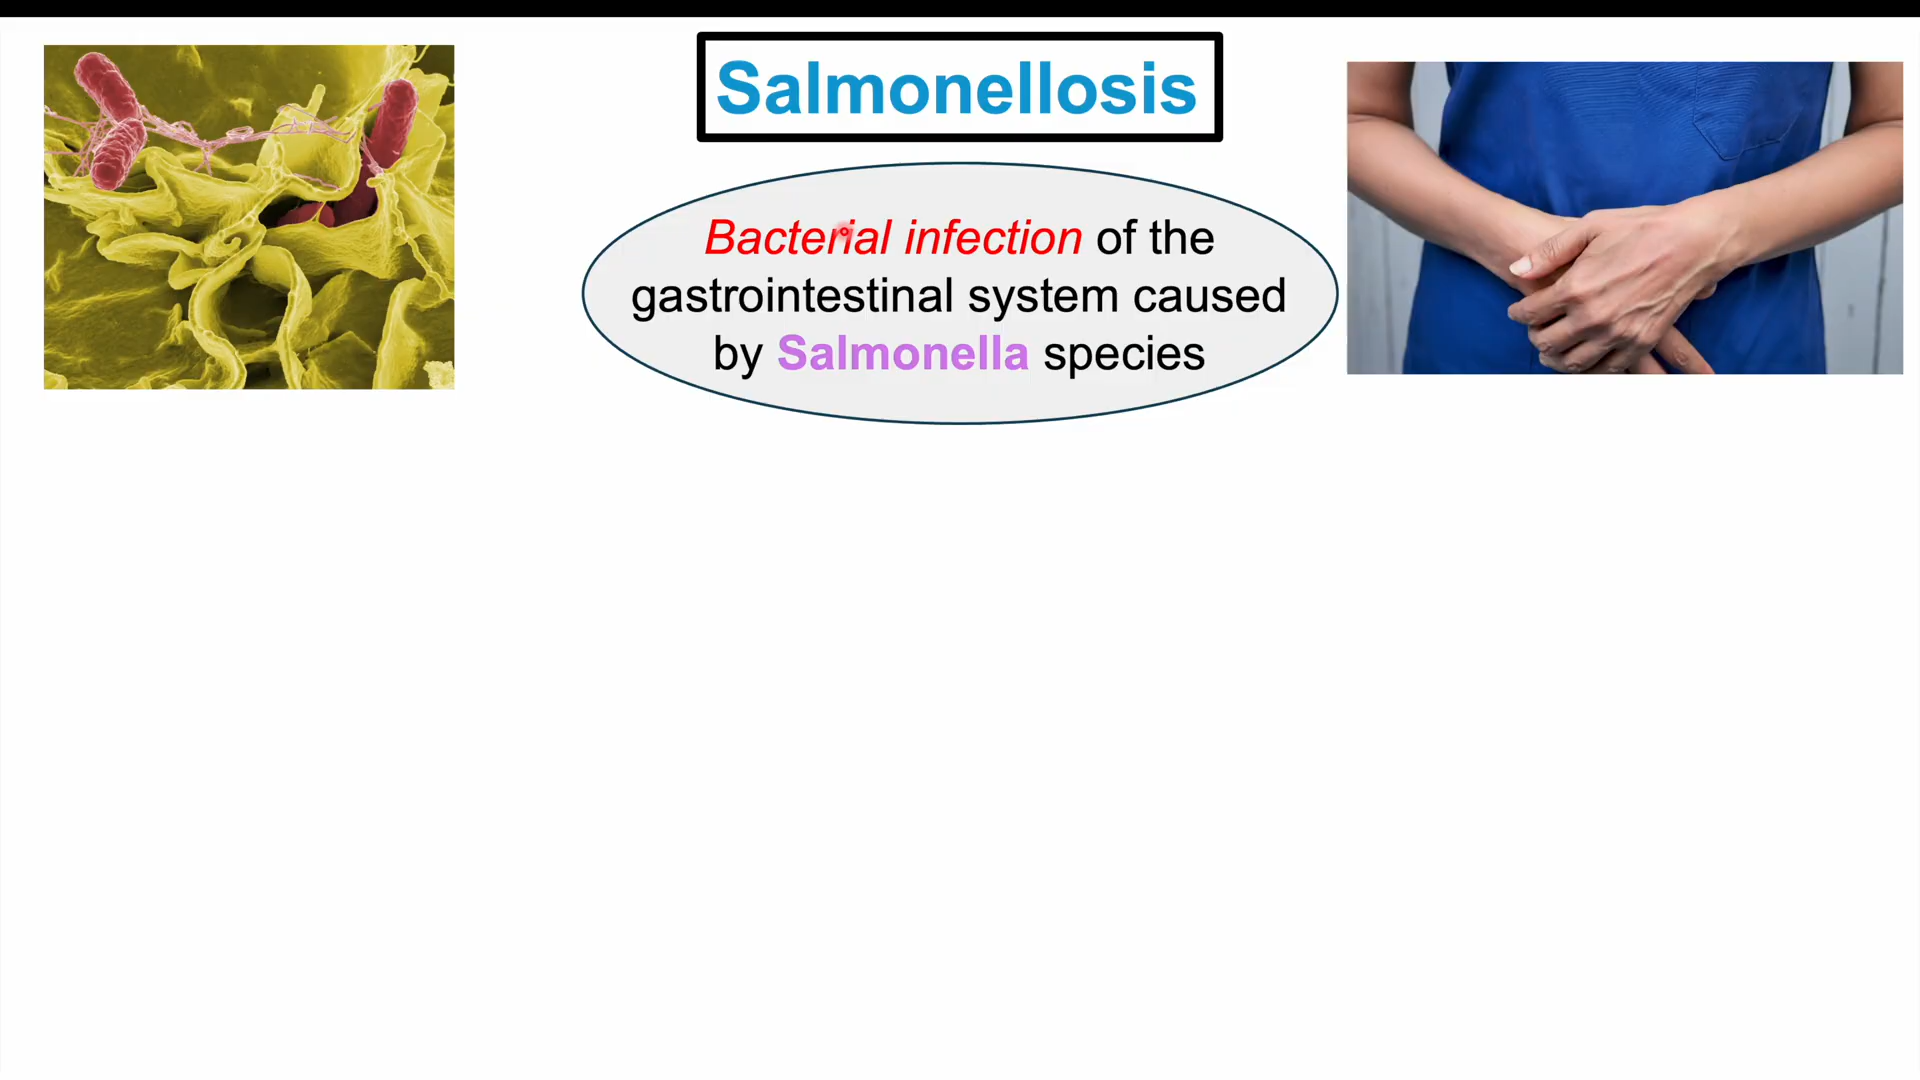 Salmonellosis
Bacterial infection of the
gastrointestinal system caused
by Salmonella species